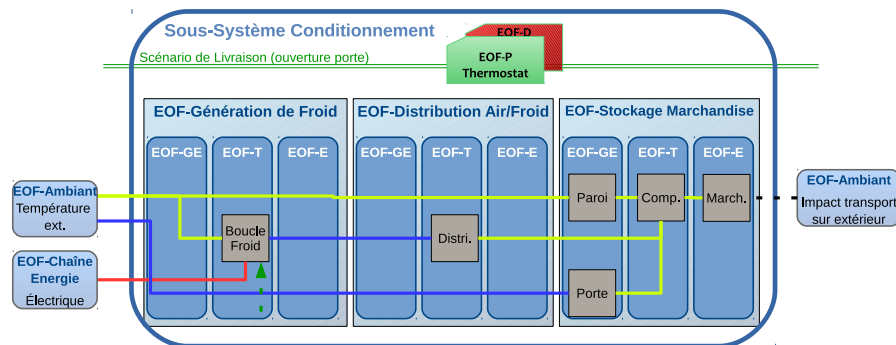 Sous-Système Conditionnement
EOF-D
Scénario de Livraison (ouverture porte)
EOF-P
Thermostat
EOF-Génération de Froid
EOF-Distribution Air/Froid
EOF-Stockage Marchandise
EOF-GE
EOF-T
EOF-E
EOF-GE
EOF-T
EOF-E
EOF-GE
EOF-T
EOF-E
EOF-Ambiant
Température
ext.
EOF-Chaîne
Energie
Électrique
Boucle
Froid
Distri.
Paroi
Comp.
March.
Porte
EOF-Ambiant
Impact transport
sur extérieur